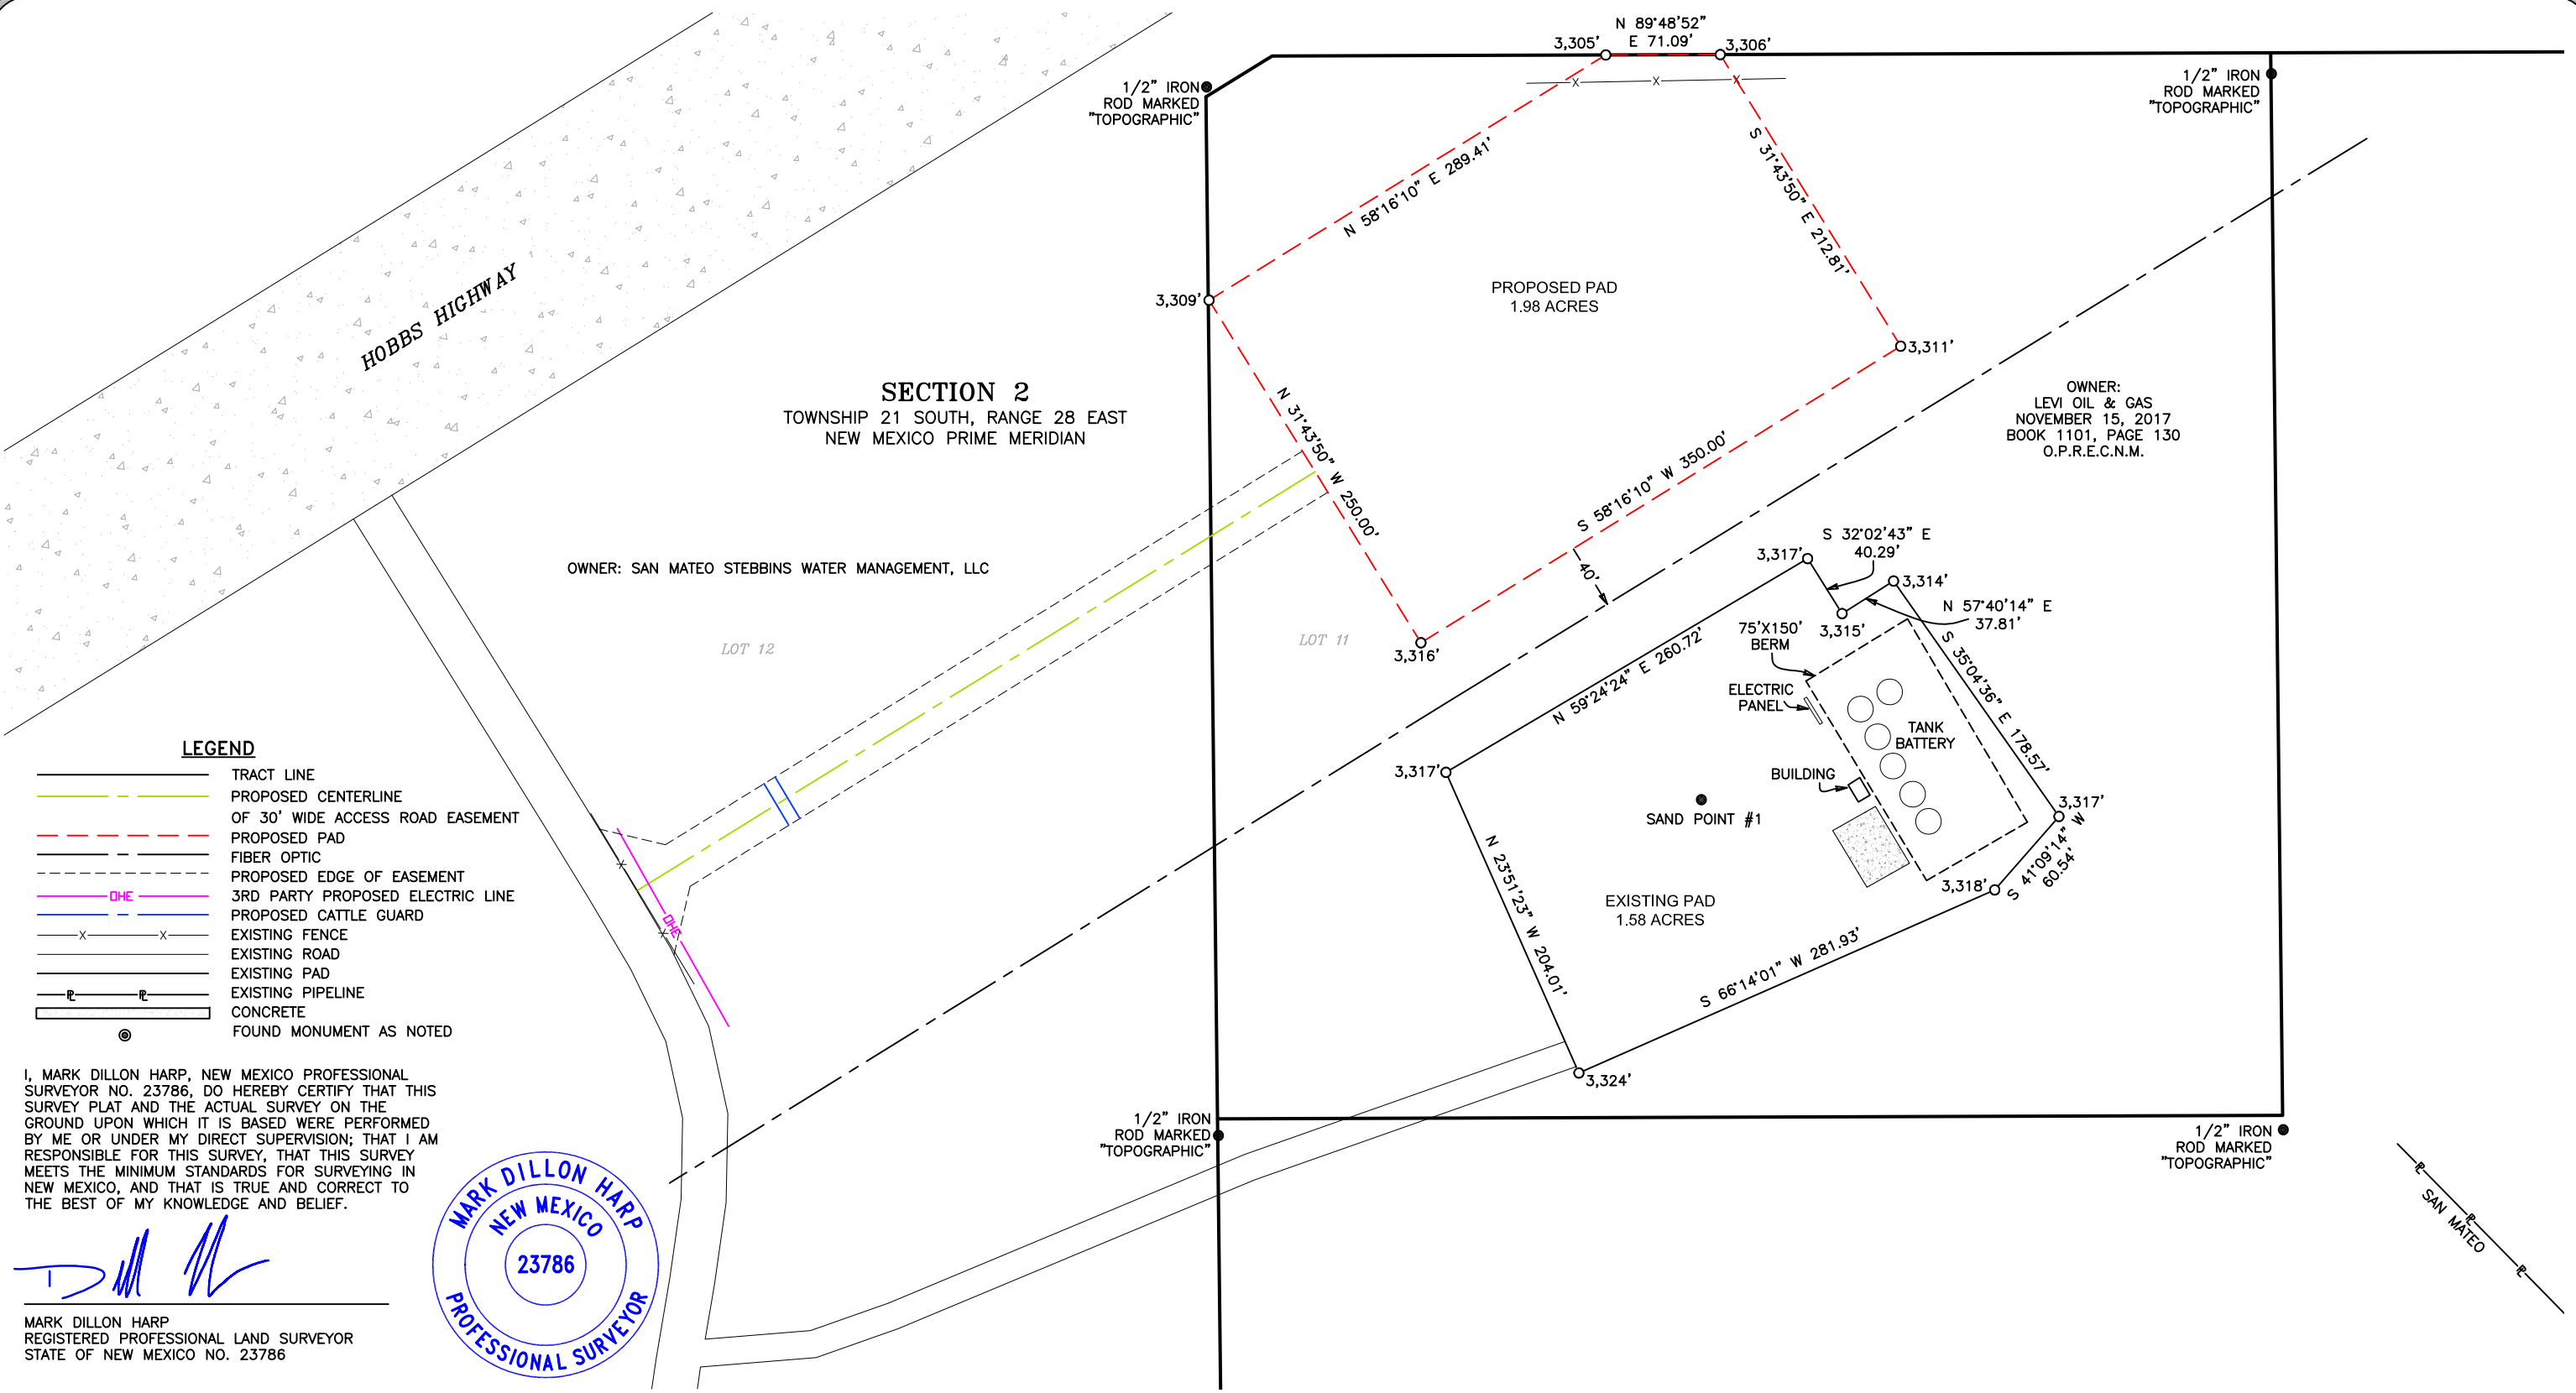 N 89°48'52"
E 71.09'
3,305'
3,306'
1/2" IRON
ROD MARKED
"TOPOGRAPHIC"
1/2" IRON
ROD MARKED
"TOPOGRAPHIC"
N 58°16'10" E 289.41'
S 31°43'50" E 212.81'
HOBBS HIGHWAY
PROPOSED PAD
1.98 ACRES
3,309'
3,311'
SECTION 2
TOWNSHIP 21 SOUTH, RANGE 28 EAST
NEW MEXICO PRIME MERIDIAN
OWNER:
LEVI OIL & GAS
NOVEMBER 15, 2017
BOOK 1101, PAGE 130
O.P.R.E.C.N.M.
N 31°43'50" W 250.00'
S 58°16'10" W 350.00'
OWNER: SAN MATEO STEBBINS WATER MANAGEMENT, LLC
40'
LOT 12
LOT 11
3,316'
3,317'
S 32°02'43" E
40.29'
3,314'
N 57°40'14" E
37.81'
3,315'
75'X150'
BERM
N 59°24'24" E 260.72'
S 35°04'36" E 178.57'
ELECTRIC
PANEL
TANK
BATTERY
3,317'
BUILDING
3,317'
SAND POINT #1
S 41°09'14" W
60.54'
3,318'
N 23°51'23" W 204.01'
EXISTING PAD
1.58 ACRES
S 66°14'01" W 281.93'
3,324'
OHE
1/2" IRON
ROD MARKED
"TOPOGRAPHIC"
1/2" IRON
ROD MARKED
"TOPOGRAPHIC"
SAN MATEO
LEGEND
TRACT LINE
PROPOSED CENTERLINE
OF 30' WIDE ACCESS ROAD EASEMENT
PROPOSED PAD
FIBER OPTIC
PROPOSED EDGE OF EASEMENT
OHE 3RD PARTY PROPOSED ELECTRIC LINE
PROPOSED CATTLE GUARD
X X EXISTING FENCE
EXISTING ROAD
EXISTING PAD
EXISTING PIPELINE
CONCRETE
FOUND MONUMENT AS NOTED
I, MARK DILLON HARP, NEW MEXICO PROFESSIONAL
SURVEYOR NO. 23786, DO HEREBY CERTIFY THAT THIS
SURVEY PLAT AND THE ACTUAL SURVEY ON THE
GROUND UPON WHICH IT IS BASED WERE PERFORMED
BY ME OR UNDER MY DIRECT SUPERVISION; THAT I AM
RESPONSIBLE FOR THIS SURVEY, THAT THIS SURVEY
MEETS THE MINIMUM STANDARDS FOR SURVEYING IN
NEW MEXICO, AND THAT IS TRUE AND CORRECT TO
THE BEST OF MY KNOWLEDGE AND BELIEF.
MARK DILLON HARP
REGISTERED PROFESSIONAL LAND SURVEYOR
STATE OF NEW MEXICO NO. 23786
MARK DILLON HARP
NEW MEXICO
23786
PROFESSIONAL SURVEYOR